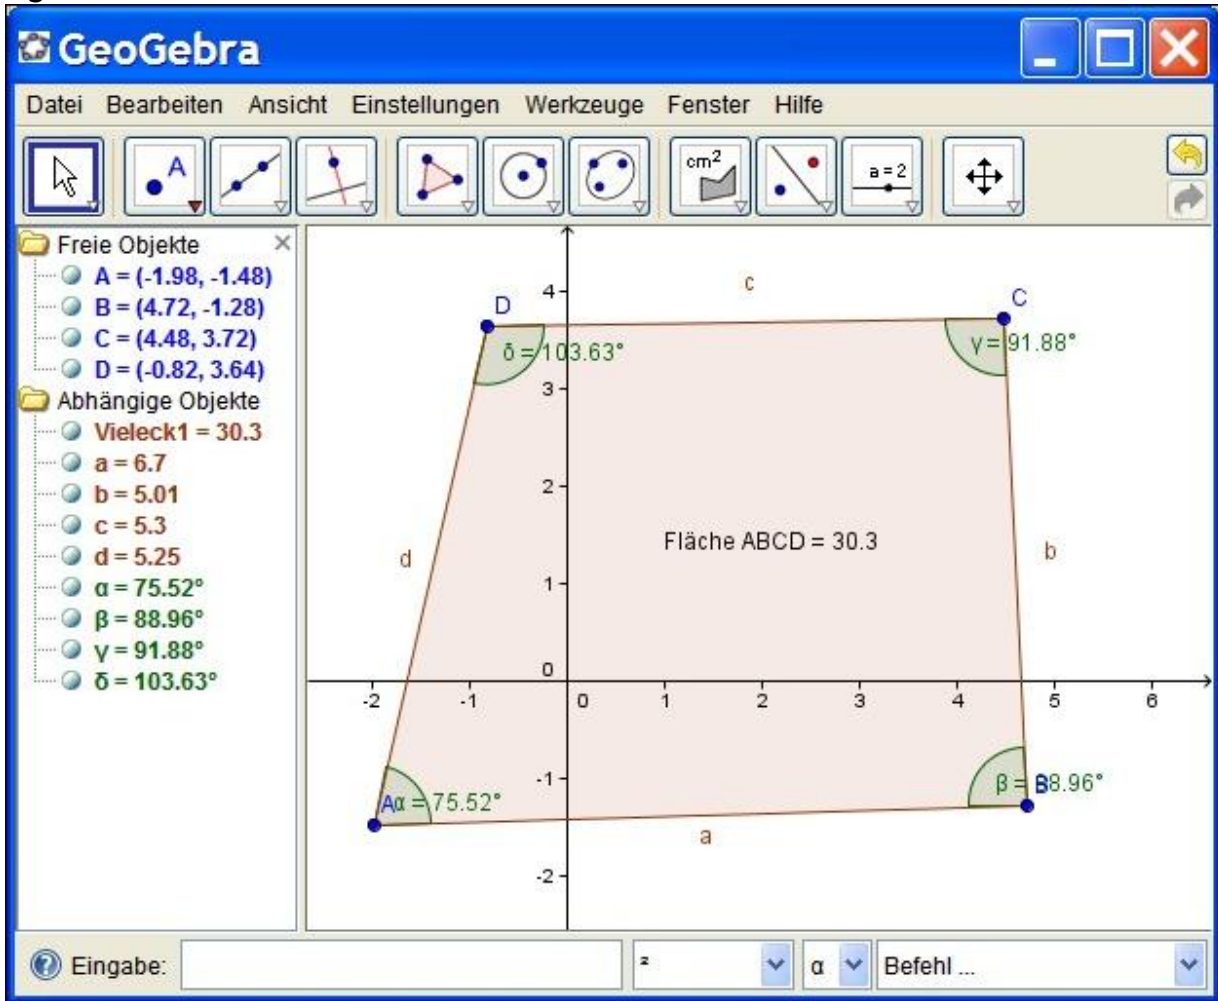 GeoGebra
Datei Bearbeiten Ansicht Einstellungen Werkzeuge Fenster Hilfe
A cm² a = 2
Freie Objekte
A = (-1.98, -1.48)
B = (4.72, -1.28)
C = (4.48, 3.72)
D = (-0.82, 3.64)
Abhängige Objekte
Vieleck1 = 30.3
a = 6.7
b = 5.01
c = 5.3
d = 5.25
α = 75.52°
β = 88.96°
γ = 91.88°
δ = 103.63°
c
4
D
C
δ = 103.63°
γ = 91.88°
3
2
Fläche ABCD = 30.3
d
b
1
0
-2 -1 0 1 2 3 4 5 6
-1
A
α = 75.52°
β = 88.96°
B
a
-2
Eingabe:
²
α
Befehl ...